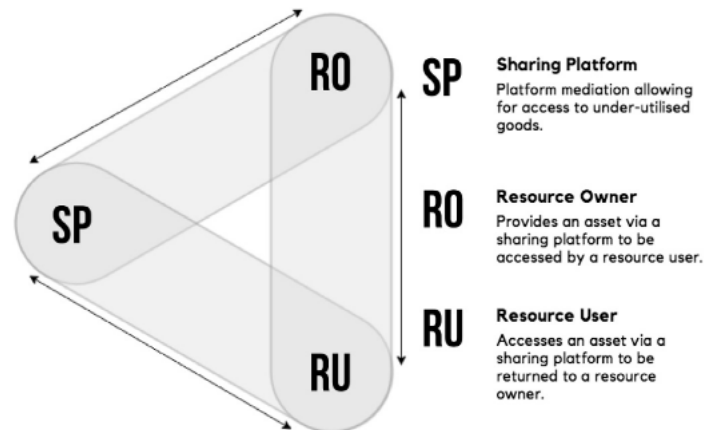 RO
SP
RU
SP
Sharing Platform
Platform mediation allowing
for access to under-utilised
goods.
RO
Resource Owner
Provides an asset via a
sharing platform to be
accessed by a resource user.
RU
Resource User
Accesses an asset via a
sharing platform to be
returned to a resource
owner.